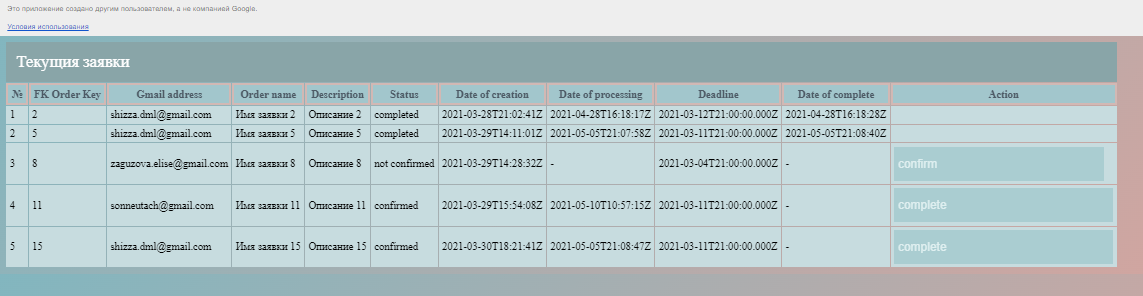 Это приложение создано другим пользователем, а не компанией Google.
Условия использования
Текущия заявки
№ FK Order Key Gmail address Order name Description Status Date of creation Date of processing Deadline Date of complete Action
1 2 shizza.dml@gmail.com Имя заявки 2 Описание 2 completed 2021-03-28T21:02:41Z 2021-04-28T16:18:17Z 2021-03-12T21:00:00.000Z 2021-04-28T16:18:28Z
2 5 shizza.dml@gmail.com Имя заявки 5 Описание 5 completed 2021-03-29T14:11:01Z 2021-05-05T21:07:58Z 2021-03-12T21:00:00.000Z 2021-05-05T21:08:40Z
3 8 zaguzova.elise@gmail.com Имя заявки 8 Описание 8 not confirmed 2021-03-29T14:28:32Z - 2021-03-04T21:00:00.000Z - confirm
4 11 sonneutach@gmail.com Имя заявки 11 Описание 11 confirmed 2021-03-29T15:54:08Z 2021-05-10T10:57:15Z 2021-03-11T21:00:00.000Z - complete
5 15 shizza.dml@gmail.com Имя заявки 15 Описание 15 confirmed 2021-03-30T18:21:41Z 2021-05-05T21:08:47Z 2021-03-11T21:00:00.000Z - complete